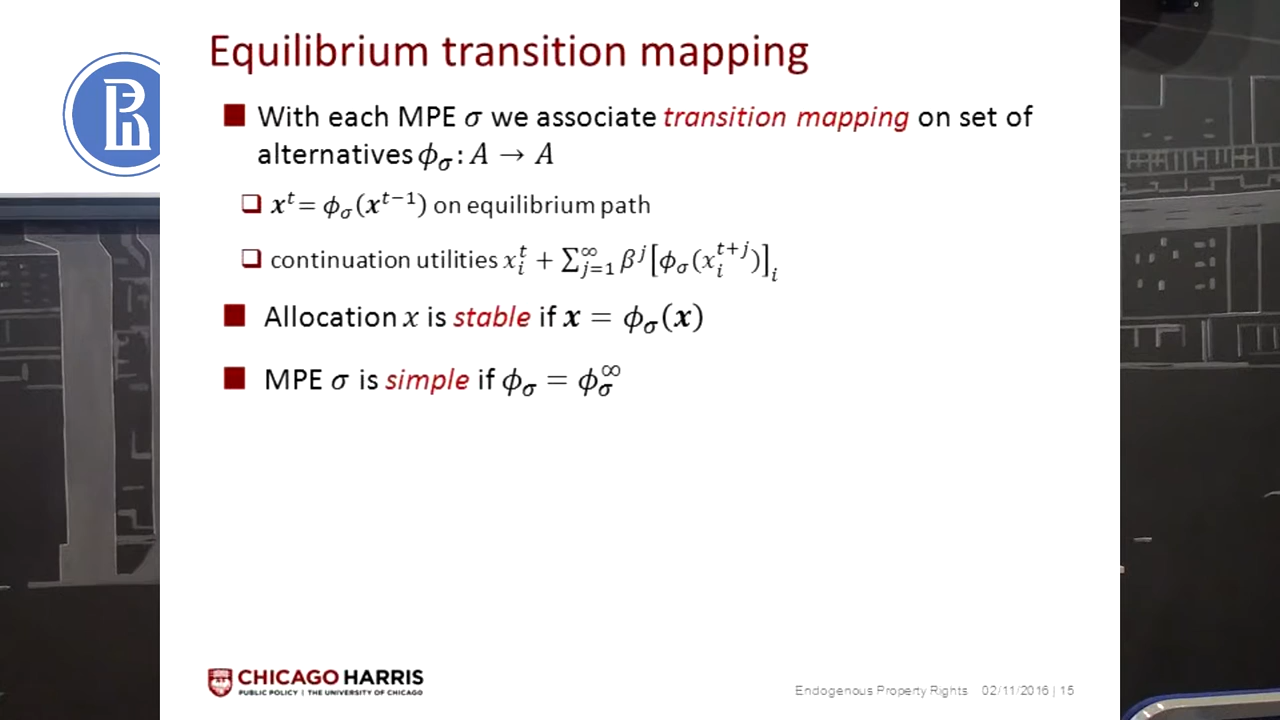 Equilibrium transition mapping
With each MPE σ we associate transition mapping on set of
alternatives ϕ_σ: A → A
x^t = ϕ_σ(x^{t−1}) on equilibrium path
continuation utilities x_i^t + ∑_{j=1}^∞ β^j [ϕ_σ(x_i^{t+j})]_i
Allocation x is stable if x = ϕ_σ(x)
MPE σ is simple if ϕ_σ = ϕ_σ^∞
CHICAGO HARRIS
PUBLIC POLICY | THE UNIVERSITY OF CHICAGO
Endogenous Property Rights 02/11/2016 | 15